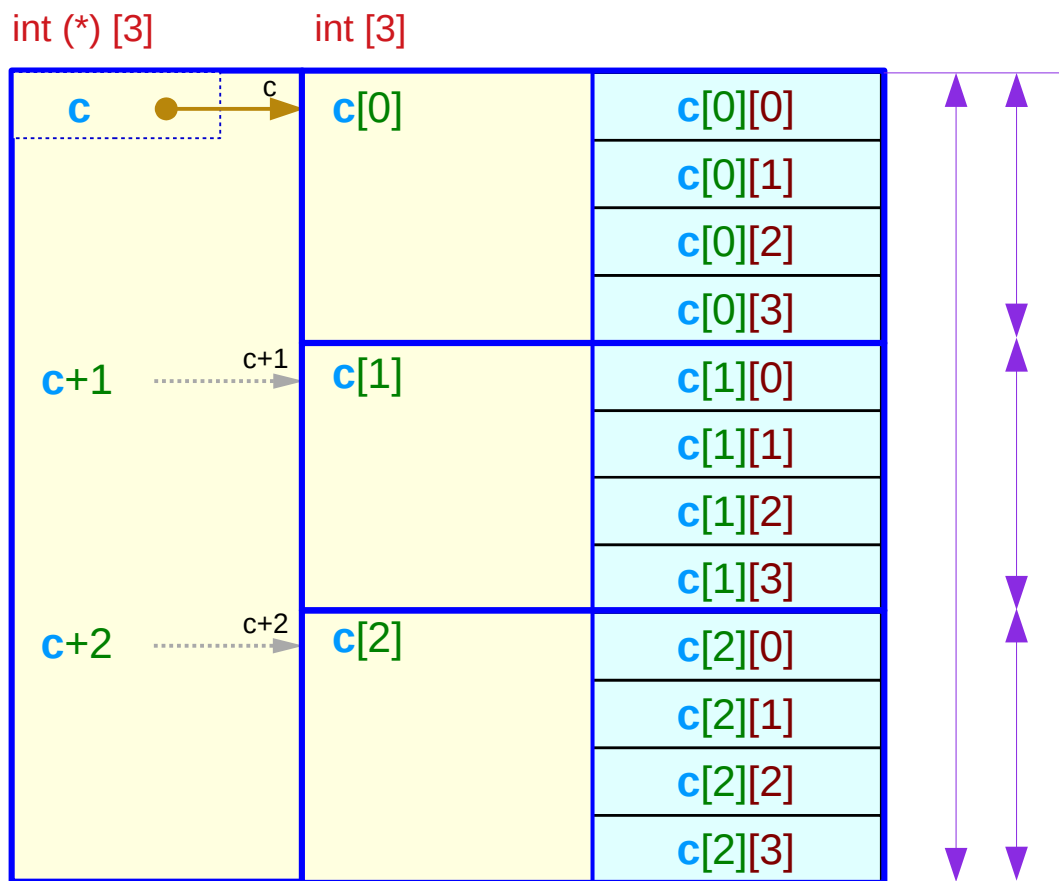 int (*) [3] int [3]
c c c[0] c[0][0]
c[0][1]
c[0][2]
c[0][3]
c+1 c+1 c[1] c[1][0]
c[1][1]
c[1][2]
c[1][3]
c+2 c+2 c[2] c[2][0]
c[2][1]
c[2][2]
c[2][3]